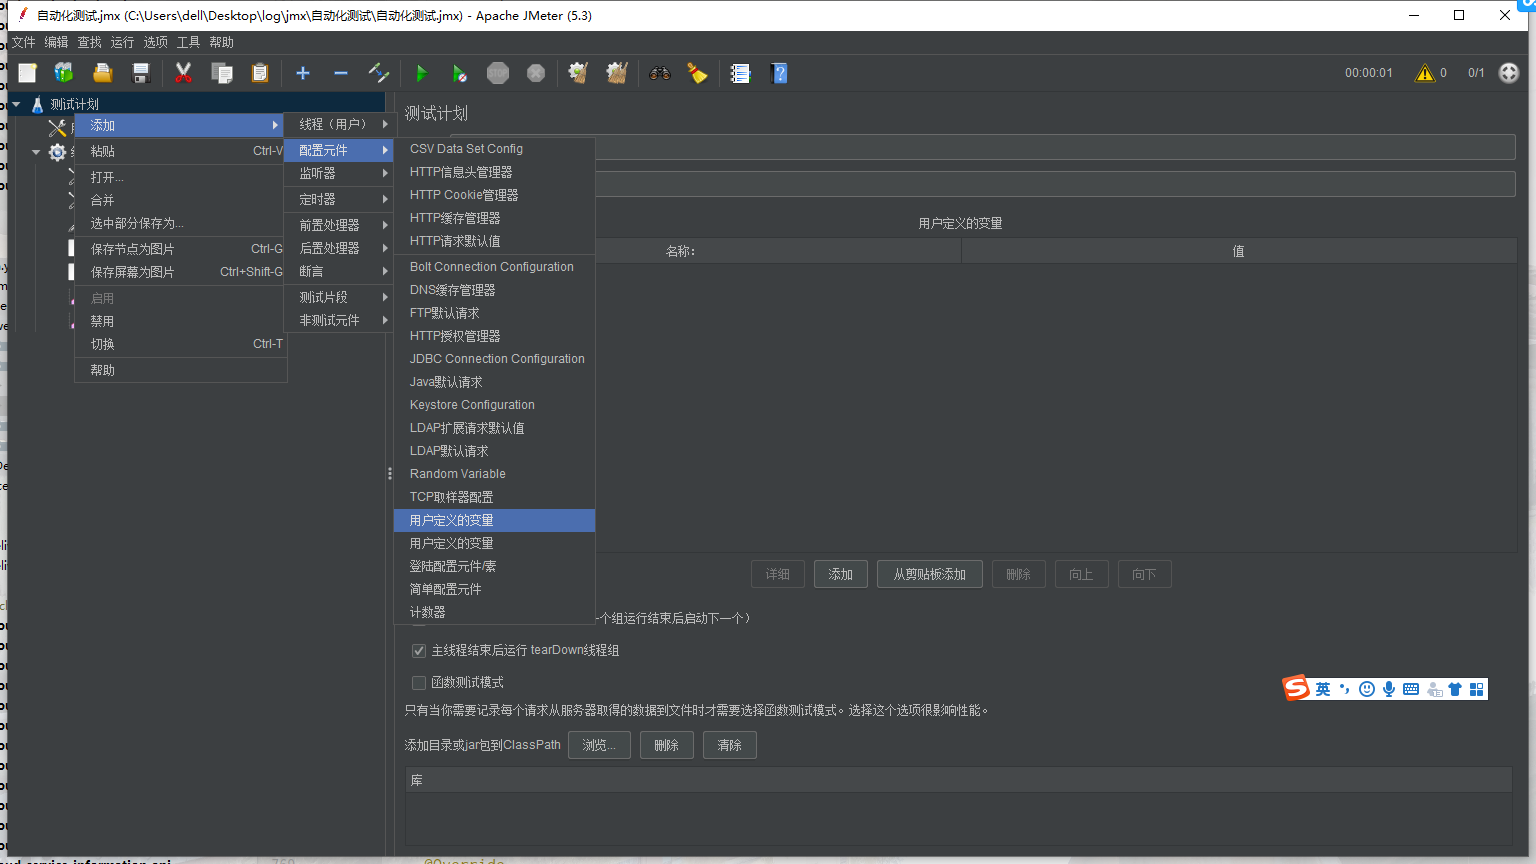 自动化测试.jmx (C:\Users\dell\Desktop\log\jmx\自动化测试\自动化测试.jmx) - Apache JMeter (5.3)
文件 编辑 查找 运行 选项 工具 帮助
00:00:01 0 0/1
测试计划
添加
粘贴 Ctrl-V
打开...
合并
选中部分保存为...
保存节点为图片 Ctrl-G
保存屏幕为图片 Ctrl+Shift-G
启用
禁用
切换 Ctrl-T
帮助
线程（用户）
配置元件
监听器
定时器
前置处理器
后置处理器
断言
测试片段
非测试元件
CSV Data Set Config
HTTP信息头管理器
HTTP Cookie管理器
HTTP缓存管理器
HTTP请求默认值
Bolt Connection Configuration
DNS缓存管理器
FTP默认请求
HTTP授权管理器
JDBC Connection Configuration
Java默认请求
Keystore Configuration
LDAP扩展请求默认值
LDAP默认请求
Random Variable
TCP取样器配置
用户定义的变量
用户定义的变量
登陆配置元件/素
简单配置元件
计数器
测试计划
用户定义的变量
名称： 值
详细 添加 从剪贴板添加 删除 向上 向下
一个组运行结束后启动下一个）
主线程结束后运行 tearDown线程组
函数测试模式
只有当你需要记录每个请求从服务器取得的数据到文件时才需要选择函数测试模式。选择这个选项很影响性能。
添加目录或jar包到ClassPath 浏览... 删除 清除
库
英
@Override